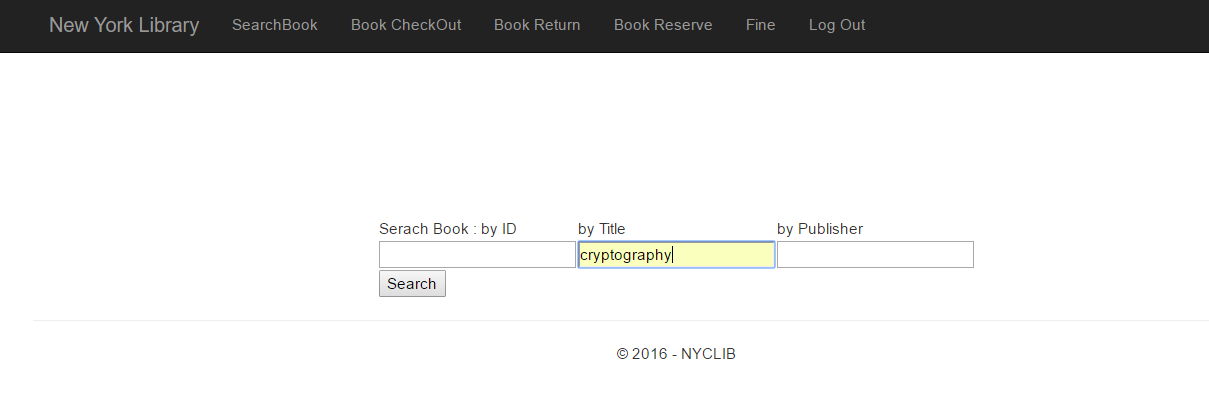 New York Library SearchBook Book CheckOut Book Return Book Reserve Fine Log Out
Serach Book : by ID by Title by Publisher
cryptography
Search
© 2016 - NYCLIB